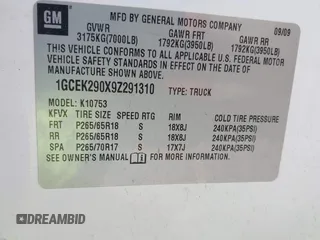 GM
MFD BY GENERAL MOTORS COMPANY
09/09
GVWR GAWR FRT GAWR RR
3175KG(7000LB) 1792KG(3950LB) 1792KG(3950LB)
THIS VEHICLE CONFORMS TO ALL APPLICABLE U.S. FEDERAL MOTOR
VEHICLE SAFETY STANDARDS IN EFFECT ON THE DATE OF
MANUFACTURE SHOWN ABOVE.
1GCEK290X9Z291310 TYPE: TRUCK
MODEL: K10753
KFVX TIRE SIZE SPEED RTG RIM COLD TIRE PRESSURE
FRT P265/65R18 S 18X8J 240KPA(35PSI)
RR P265/65R18 S 18X8J 240KPA(35PSI)
SPA P265/70R17 S 17X7J 240KPA(35PSI)
SEE OWNER'S MANUAL FOR ADDITIONAL INFORMATION.
DREAMBID